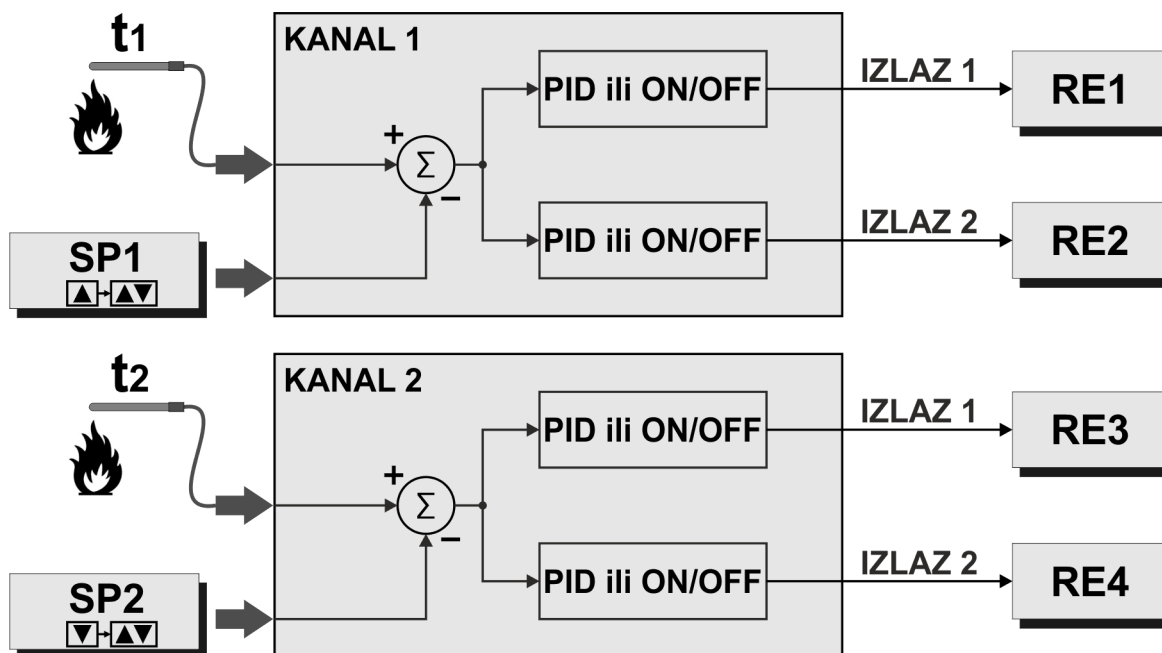 t1
KANAL 1
PID ili ON/OFF
IZLAZ 1
RE1
+
Σ
−
SP1
▲→▲▼
PID ili ON/OFF
IZLAZ 2
RE2
t2
KANAL 2
PID ili ON/OFF
IZLAZ 1
RE3
+
Σ
−
SP2
▼→▲▼
PID ili ON/OFF
IZLAZ 2
RE4